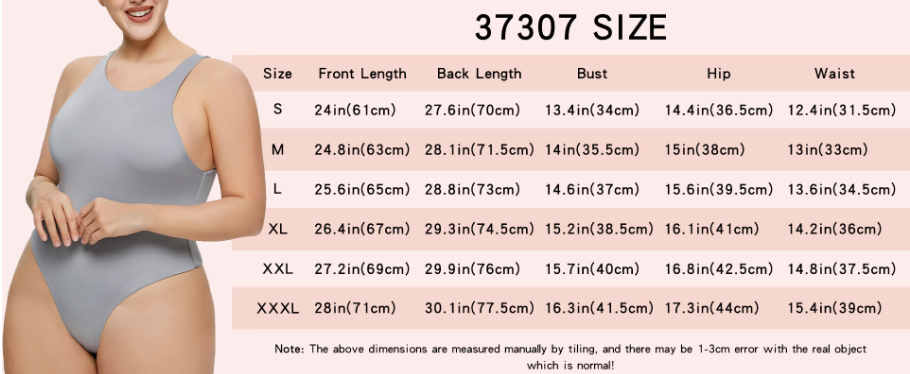 37307 SIZE
Size Front Length Back Length Bust Hip Waist
S 24in(61cm) 27.6in(70cm) 13.4in(34cm) 14.4in(36.5cm) 12.4in(31.5cm)
M 24.8in(63cm) 28.1in(71.5cm) 14in(35.5cm) 15in(38cm) 13in(33cm)
L 25.6in(65cm) 28.8in(73cm) 14.6in(37cm) 15.6in(39.5cm) 13.6in(34.5cm)
XL 26.4in(67cm) 29.3in(74.5cm) 15.2in(38.5cm) 16.1in(41cm) 14.2in(36cm)
XXL 27.2in(69cm) 29.9in(76cm) 15.7in(40cm) 16.8in(42.5cm) 14.8in(37.5cm)
XXXL 28in(71cm) 30.1in(77.5cm) 16.3in(41.5cm) 17.3in(44cm) 15.4in(39cm)
Note: The above dimensions are measured manually by tiling, and there may be 1-3cm error with the real object
which is normal!